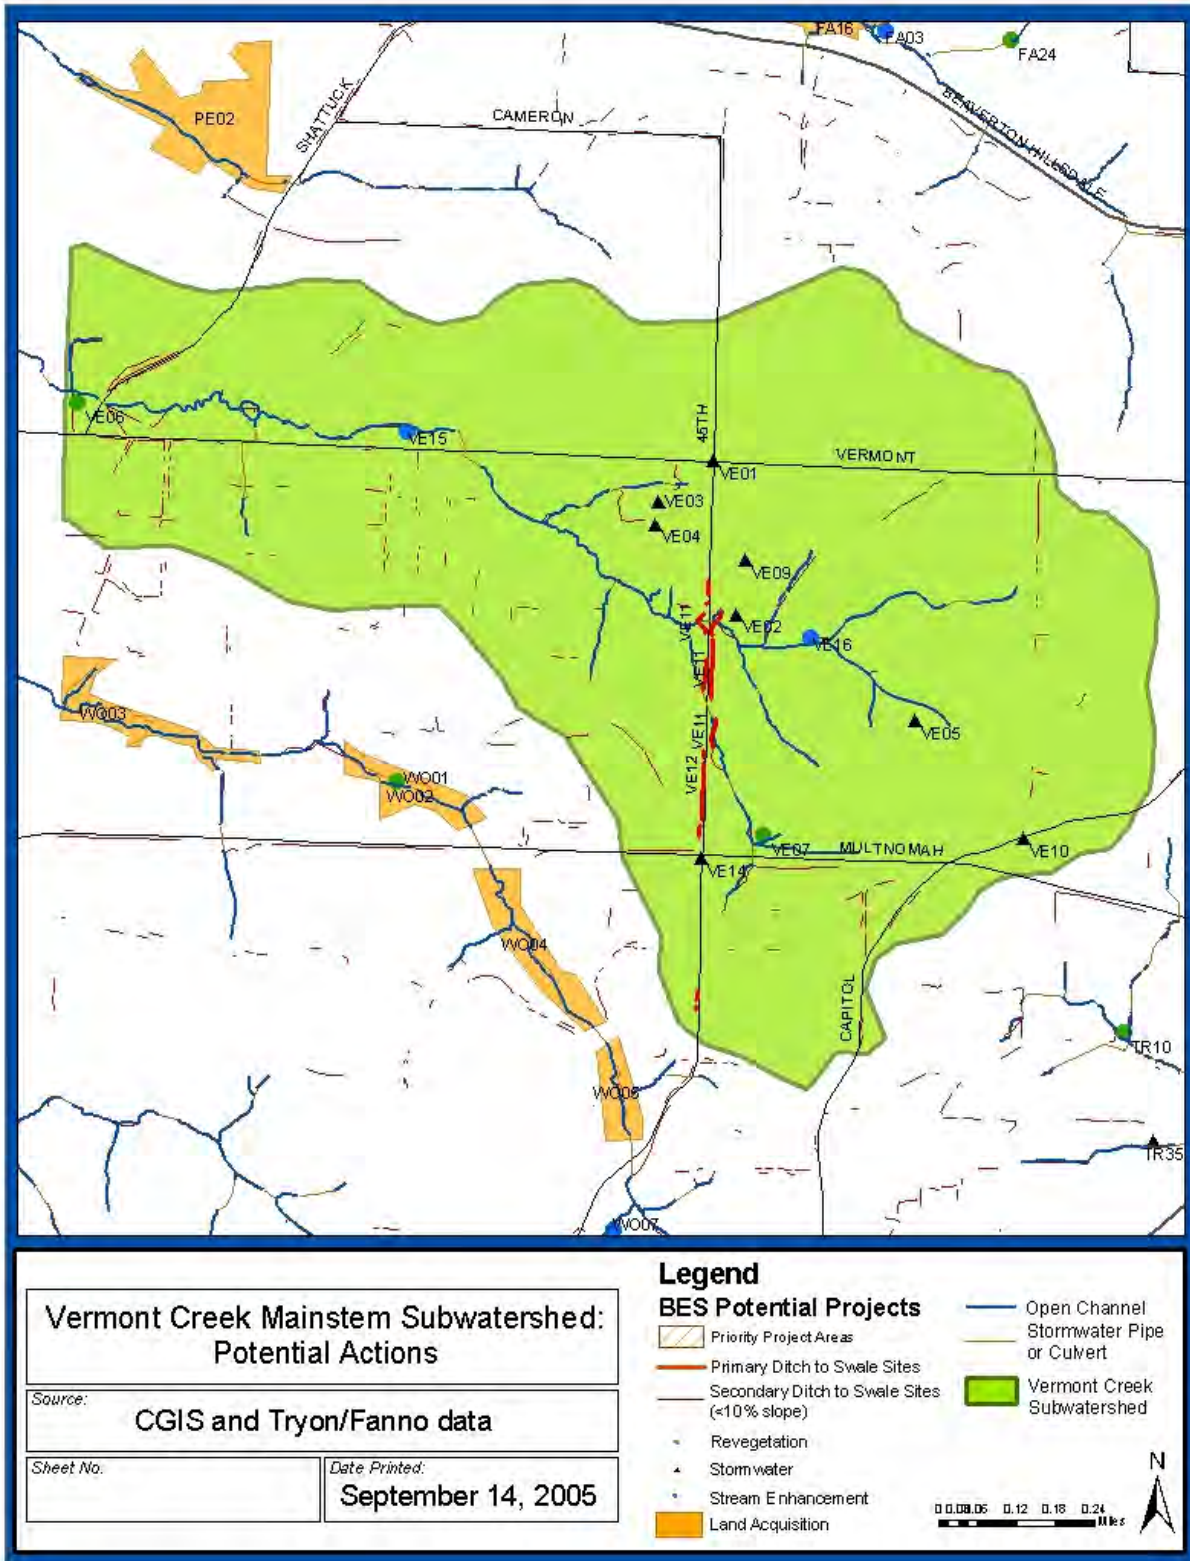 FA16
FA03
FA24
PE02
SHATTUCK
CAMERON
BEAVERTON HILLSDALE
45TH
VE06
VE15
VE01
VERMONT
VE03
VE04
VE09
VE11
VE02
VE16
VE11
WO03
VE11
VE05
VE12
WO01
WO02
VE07
MULTNOMAH
VE10
VE14
WO04
CAPITOL
TR10
WO05
TR35
WO07
Vermont Creek Mainstem Subwatershed:
Potential Actions
Source:
CGIS and Tryon/Fanno data
Sheet No.
Date Printed:
September 14, 2005
Legend
BES Potential Projects
Priority Project Areas
Primary Ditch to Swale Sites
Secondary Ditch to Swale Sites
(<10% slope)
Revegetation
Stormwater
Stream Enhancement
Land Acquisition
Open Channel
Stormwater Pipe
or Culvert
Vermont Creek
Subwatershed
N
0.12 0.18 0.24
Miles